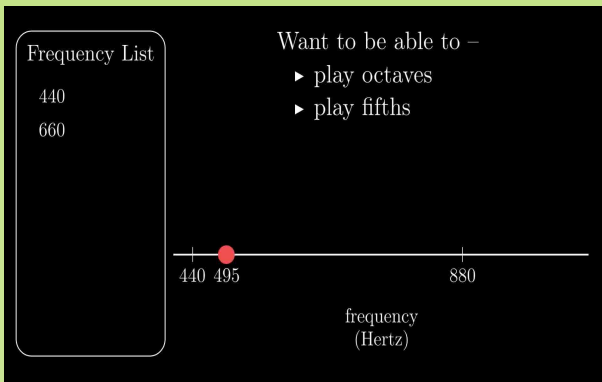 Frequency List
440
660
Want to be able to –
▸ play octaves
▸ play fifths
440 495 880
frequency
(Hertz)